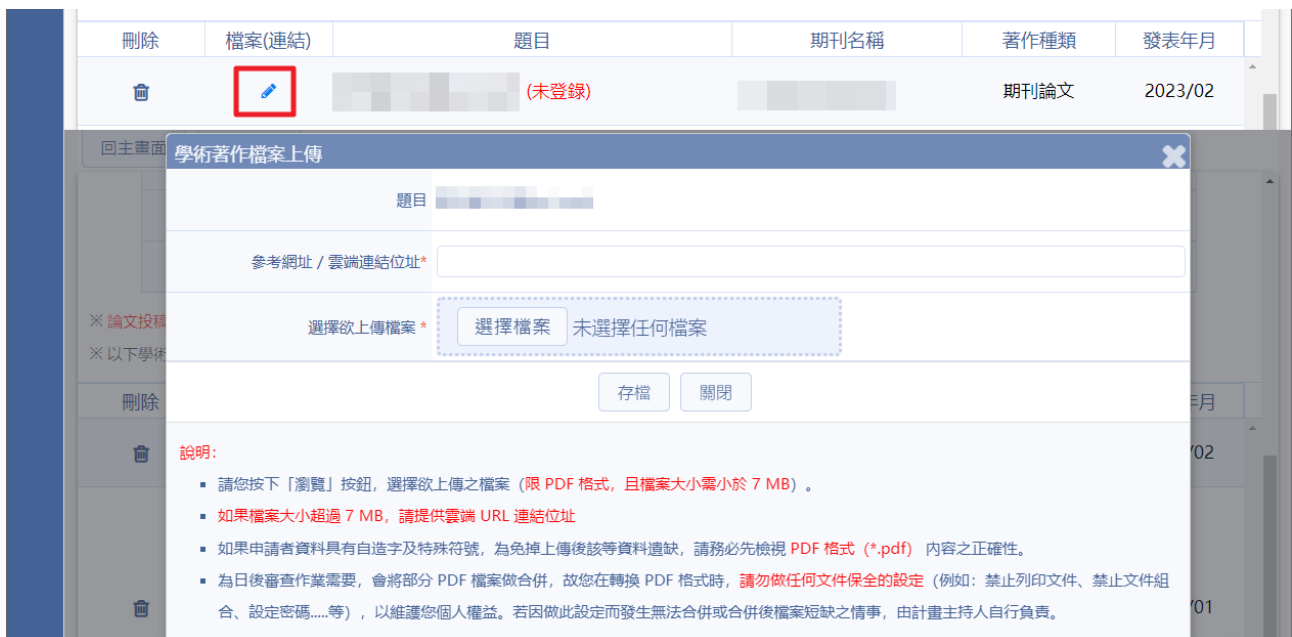 刪除 檔案(連結) 題目 期刊名稱 著作種類 發表年月
(未登錄) 期刊論文 2023/02
回主畫面
學術著作檔案上傳
題目
參考網址 / 雲端連結位址*
※ 論文投稿
選擇欲上傳檔案 * 選擇檔案 未選擇任何檔案
※ 以下學術
存檔 關閉
刪除 年月
/02
說明:
▪ 請您按下「瀏覽」按鈕，選擇欲上傳之檔案（限 PDF 格式，且檔案大小需小於 7 MB）。
▪ 如果檔案大小超過 7 MB，請提供雲端 URL 連結位址
▪ 如果申請者資料具有自造字及特殊符號，為免掉上傳後該等資料遺缺，請務必先檢視 PDF 格式（*.pdf） 內容之正確性。
▪ 為日後審查作業需要，會將部分 PDF 檔案做合併，故您在轉換 PDF 格式時，請勿做任何文件保全的設定（例如：禁止列印文件、禁止文件組
合、設定密碼.....等），以維護您個人權益。若因做此設定而發生無法合併或合併後檔案短缺之情事，由計畫主持人自行負責。
/01